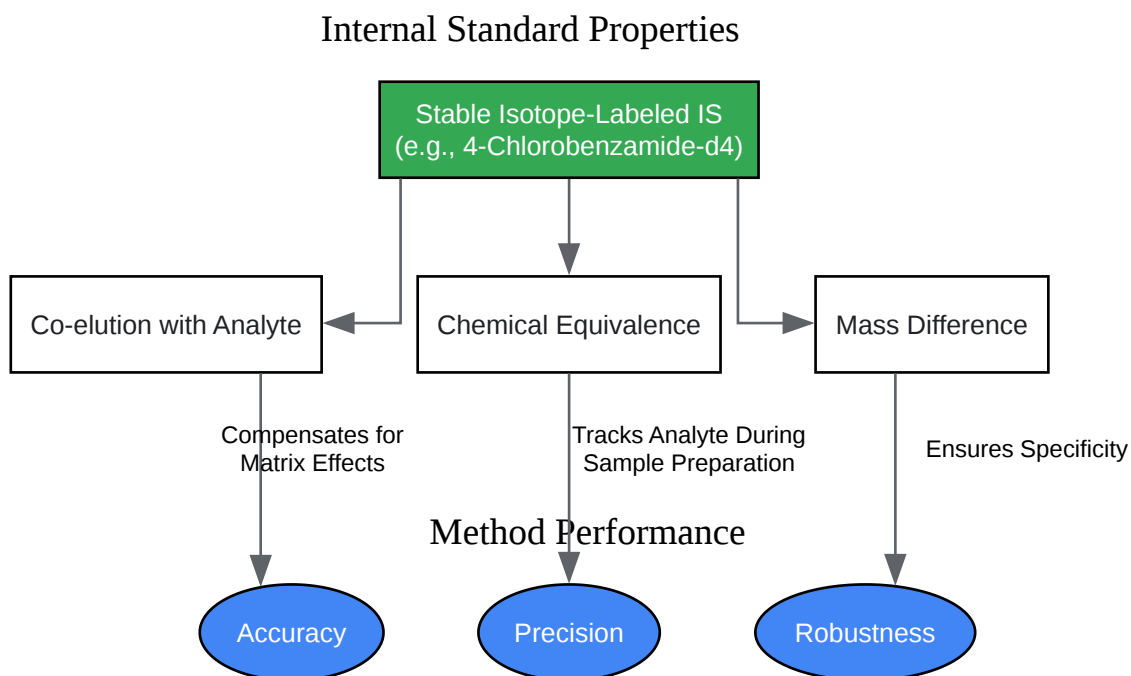 Internal Standard Properties
Stable Isotope-Labeled IS
(e.g., 4-Chlorobenzamide-d4)
Co-elution with Analyte
Chemical Equivalence
Mass Difference
Compensates for
Matrix Effects
Tracks Analyte During
Sample Preparation
Ensures Specificity
Method Performance
Accuracy
Precision
Robustness